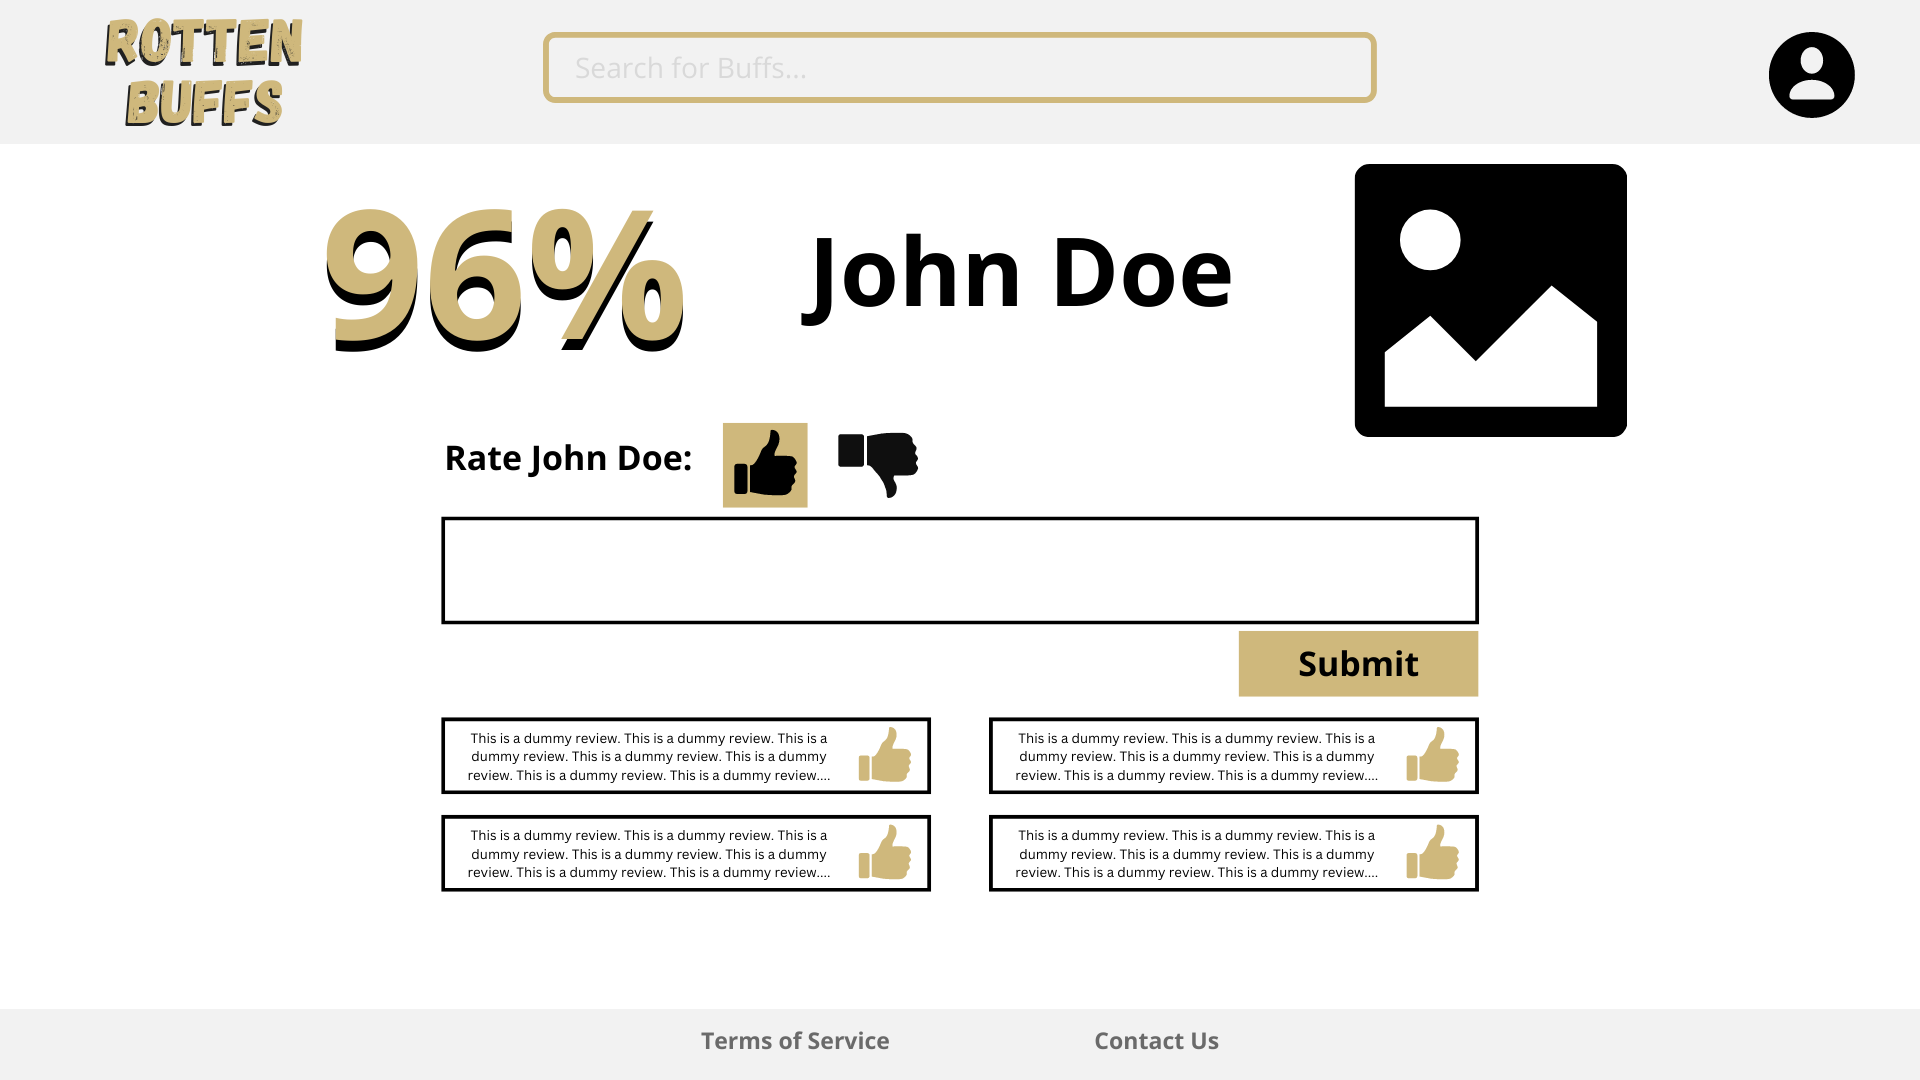 ROTTEN
BUFFS
Search for Buffs...
96%
John Doe
Rate John Doe:
Submit
This is a dummy review. This is a dummy review. This is a
dummy review. This is a dummy review. This is a dummy
review. This is a dummy review. This is a dummy review....
This is a dummy review. This is a dummy review. This is a
dummy review. This is a dummy review. This is a dummy
review. This is a dummy review. This is a dummy review....
This is a dummy review. This is a dummy review. This is a
dummy review. This is a dummy review. This is a dummy
review. This is a dummy review. This is a dummy review....
This is a dummy review. This is a dummy review. This is a
dummy review. This is a dummy review. This is a dummy
review. This is a dummy review. This is a dummy review....
Terms of Service
Contact Us